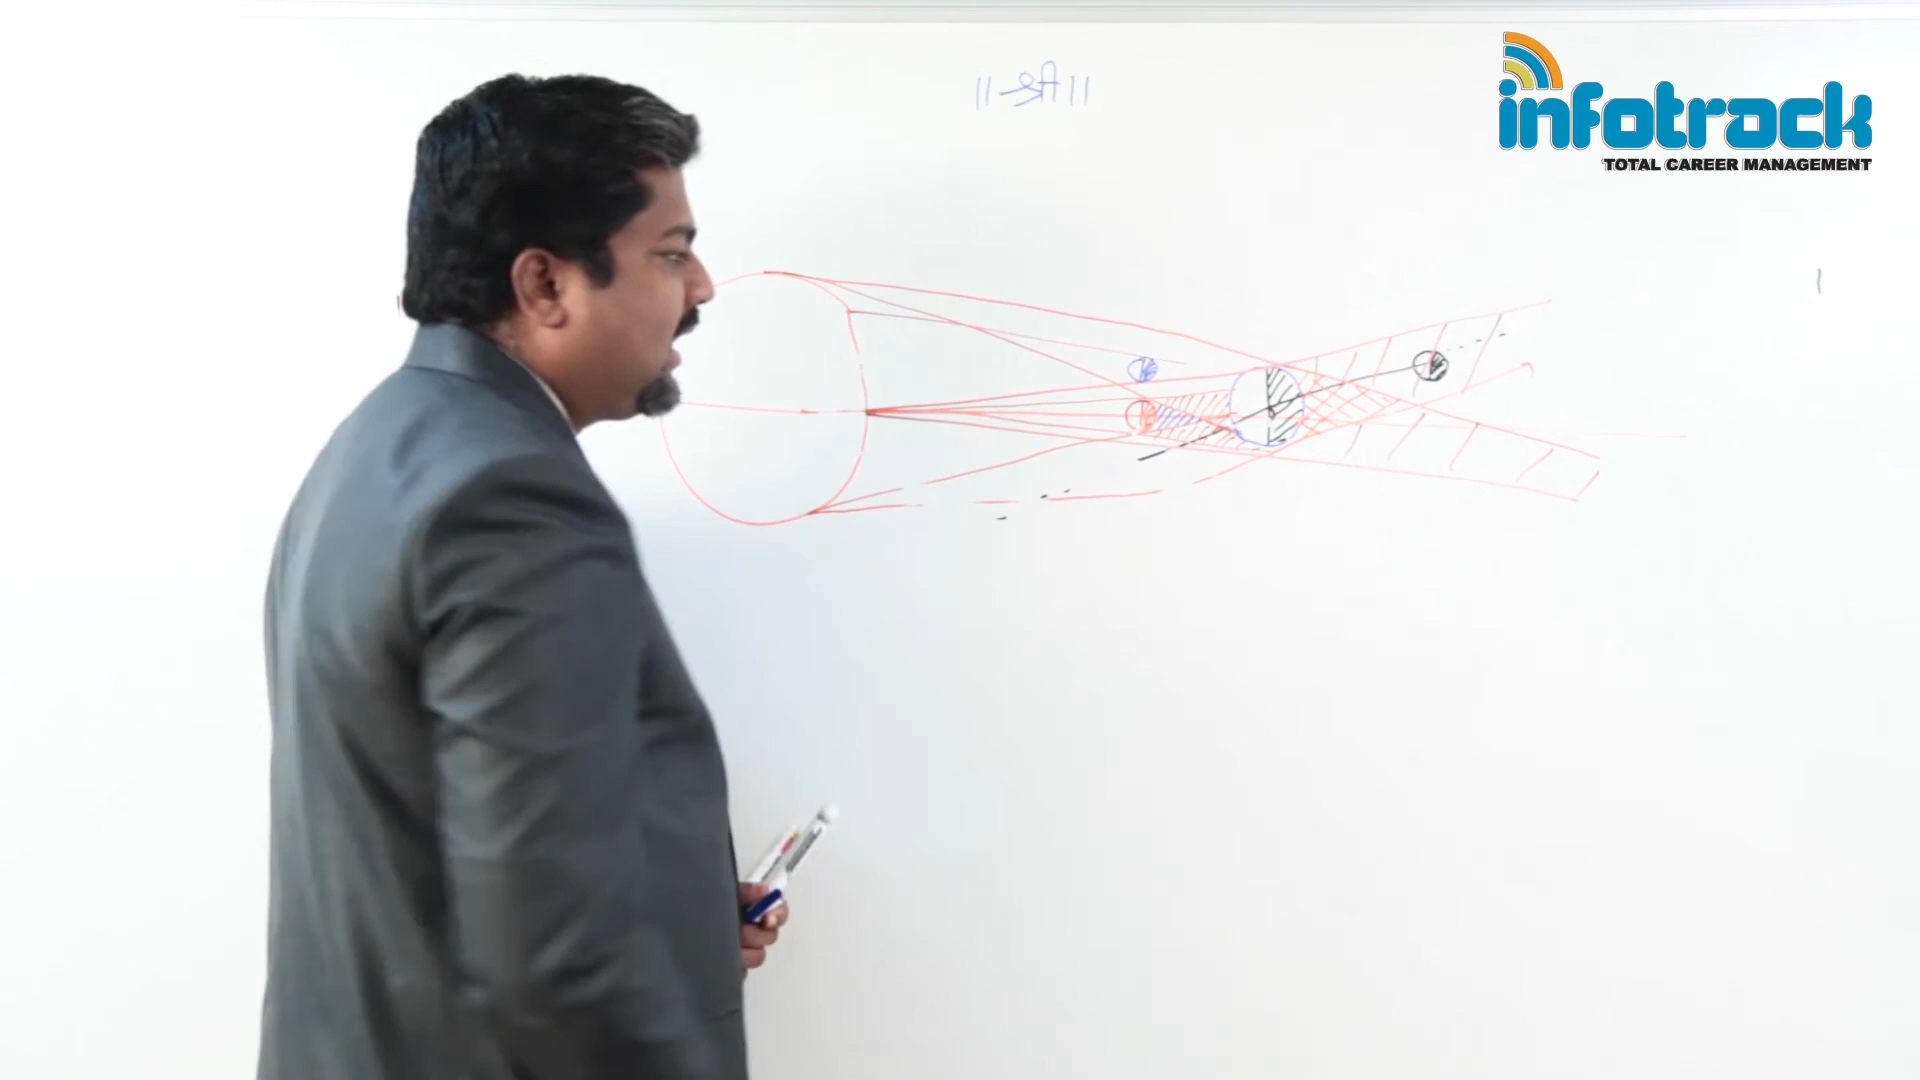 ॥ श्री ॥
infotrack
TOTAL CAREER MANAGEMENT